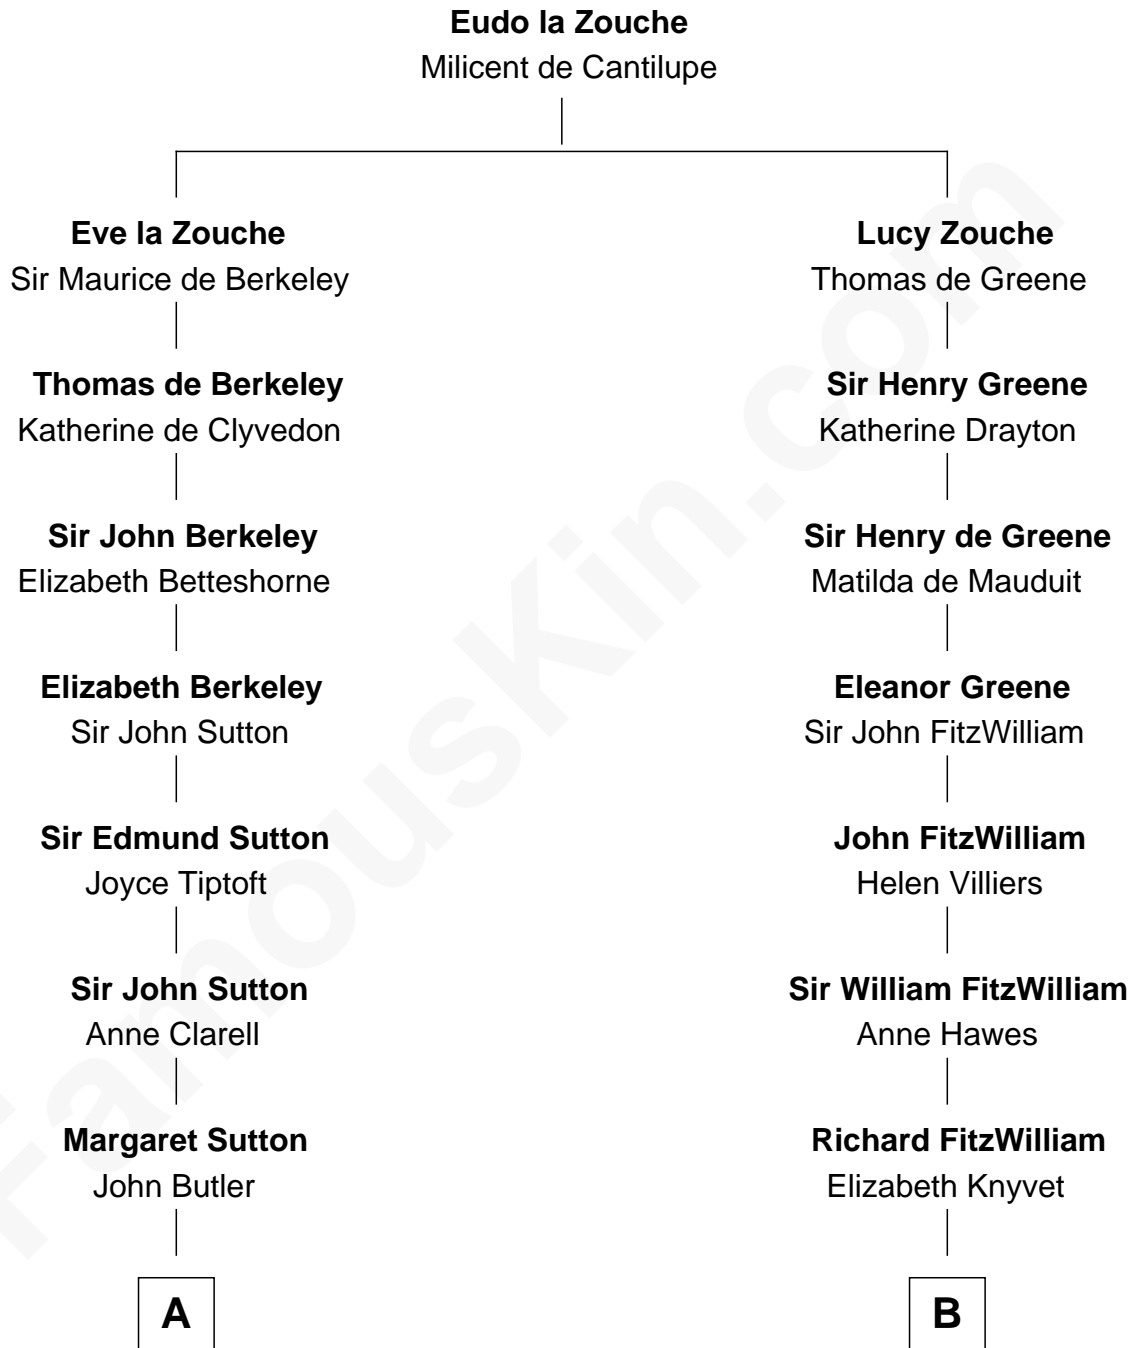 Eudo la Zouche
Milicent de Cantilupe
Eve la Zouche
Sir Maurice de Berkeley
Lucy Zouche
Thomas de Greene
Thomas de Berkeley
Katherine de Clyvedon
Sir Henry Greene
Katherine Drayton
Sir John Berkeley
Elizabeth Betteshorne
Sir Henry de Greene
Matilda de Mauduit
Elizabeth Berkeley
Sir John Sutton
Eleanor Greene
Sir John FitzWilliam
Sir Edmund Sutton
Joyce Tiptoft
John FitzWilliam
Helen Villiers
Sir John Sutton
Anne Clarell
Sir William FitzWilliam
Anne Hawes
Margaret Sutton
John Butler
Richard FitzWilliam
Elizabeth Knyvet
A
B
FamousKin.com